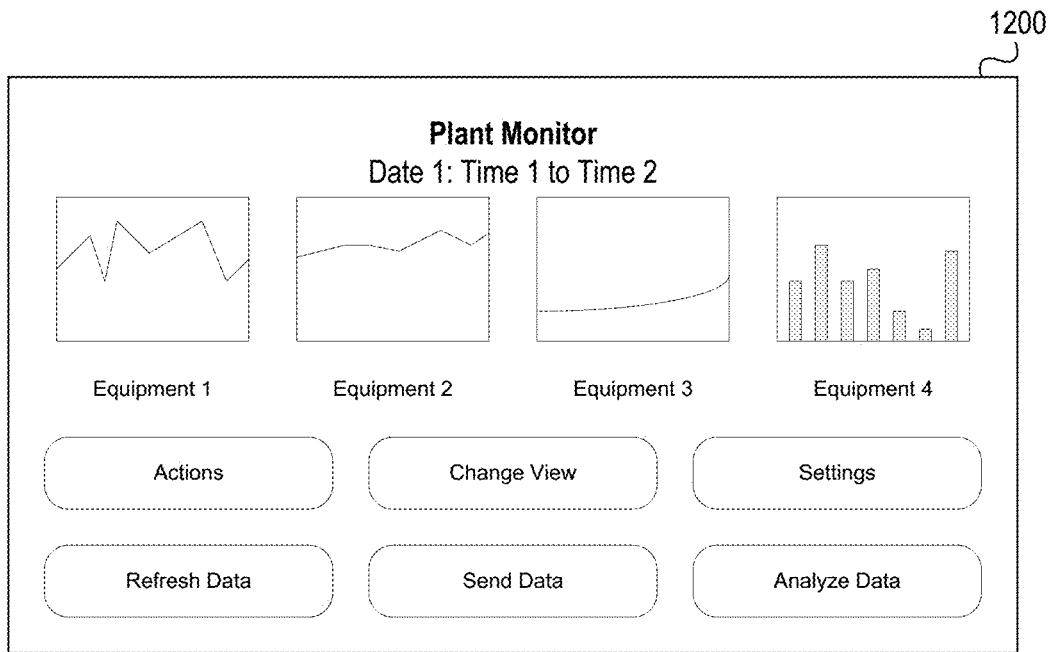 1200
Plant Monitor
Date 1: Time 1 to Time 2
Equipment 1
Equipment 2
Equipment 3
Equipment 4
Actions
Change View
Settings
Refresh Data
Send Data
Analyze Data